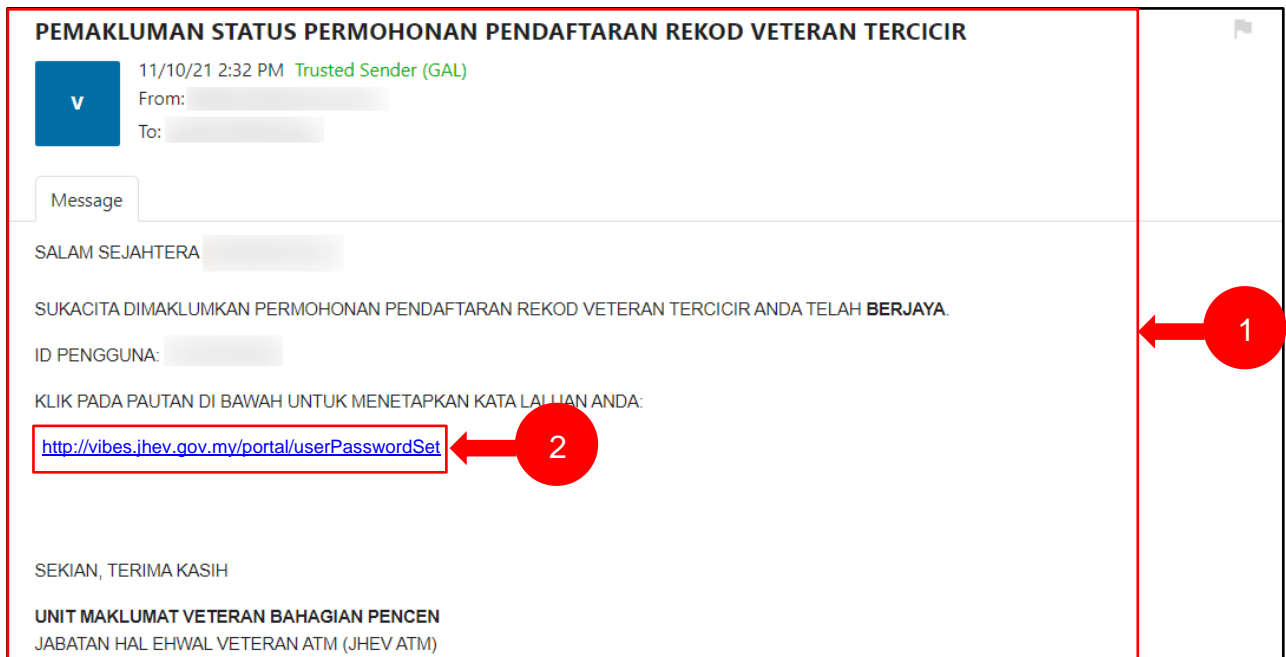 PEMAKLUMAN STATUS PERMOHONAN PENDAFTARAN REKOD VETERAN TERCICIR
11/10/21 2:32 PM Trusted Sender (GAL)
V
From:
To:
Message
SALAM SEJAHTERA
SUKACITA DIMAKLUMKAN PERMOHONAN PENDAFTARAN REKOD VETERAN TERCICIR ANDA TELAH BERJAYA.
1
ID PENGGUNA:
KLIK PADA PAUTAN DI BAWAH UNTUK MENETAPKAN KATA LALUAN ANDA:
http://vibes.jhev.gov.my/portal/userPasswordSet
2
SEKIAN, TERIMA KASIH
UNIT MAKLUMAT VETERAN BAHAGIAN PENCEN
JABATAN HAL EHWAL VETERAN ATM (JHEV ATM)